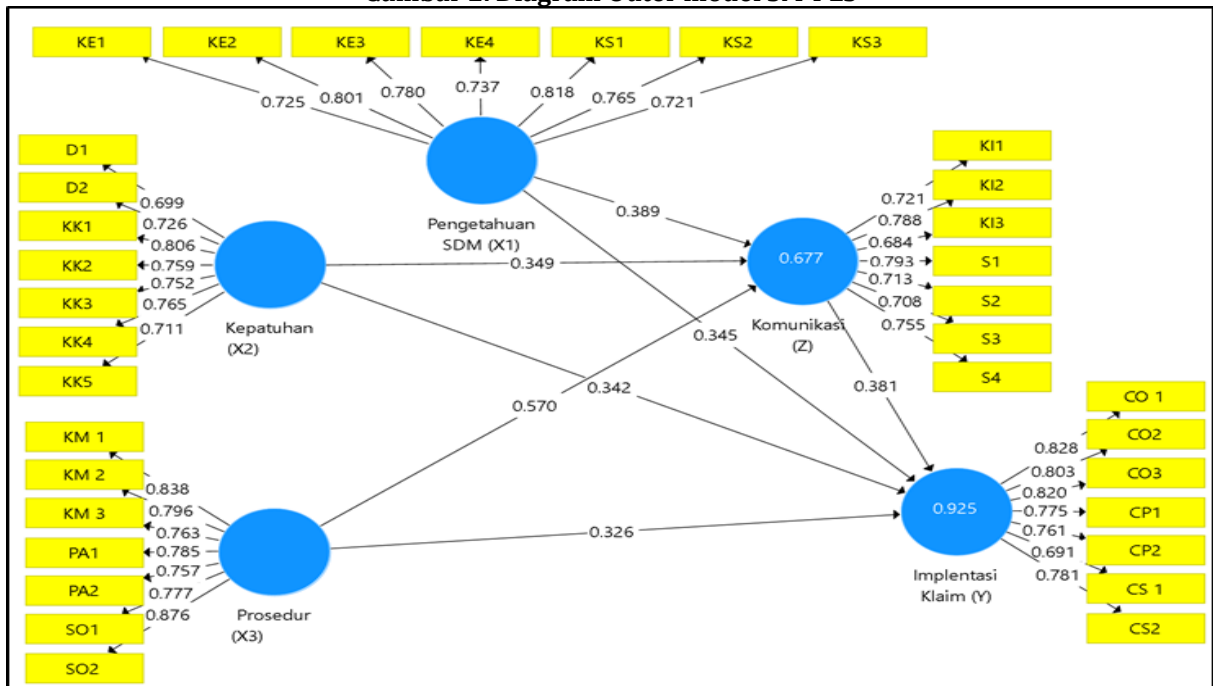 KE1 KE2 KE3 KE4 KS1 KS2 KS3
0.725 0.801 0.780 0.737 0.818 0.765 0.721
Pengetahuan
SDM (X1)
D1
D2
KK1
KK2
KK3
KK4
KK5
0.699
0.726
0.806
0.759
0.752
0.765
0.711
Kepatuhan
(X2)
KM 1
KM 2
KM 3
PA1
PA2
SO1
SO2
0.838
0.796
0.763
0.785
0.757
0.777
0.876
Prosedur
(X3)
0.389
0.349
0.345
0.342
0.570
0.381
0.326
0.677
Komunikasi
(Z)
0.721
0.788
0.684
0.793
0.713
0.708
0.755
KI1
KI2
KI3
S1
S2
S3
S4
0.925
Implentasi
Klaim (Y)
0.828
0.803
0.820
0.775
0.761
0.691
0.781
CO 1
CO2
CO3
CP1
CP2
CS 1
CS2